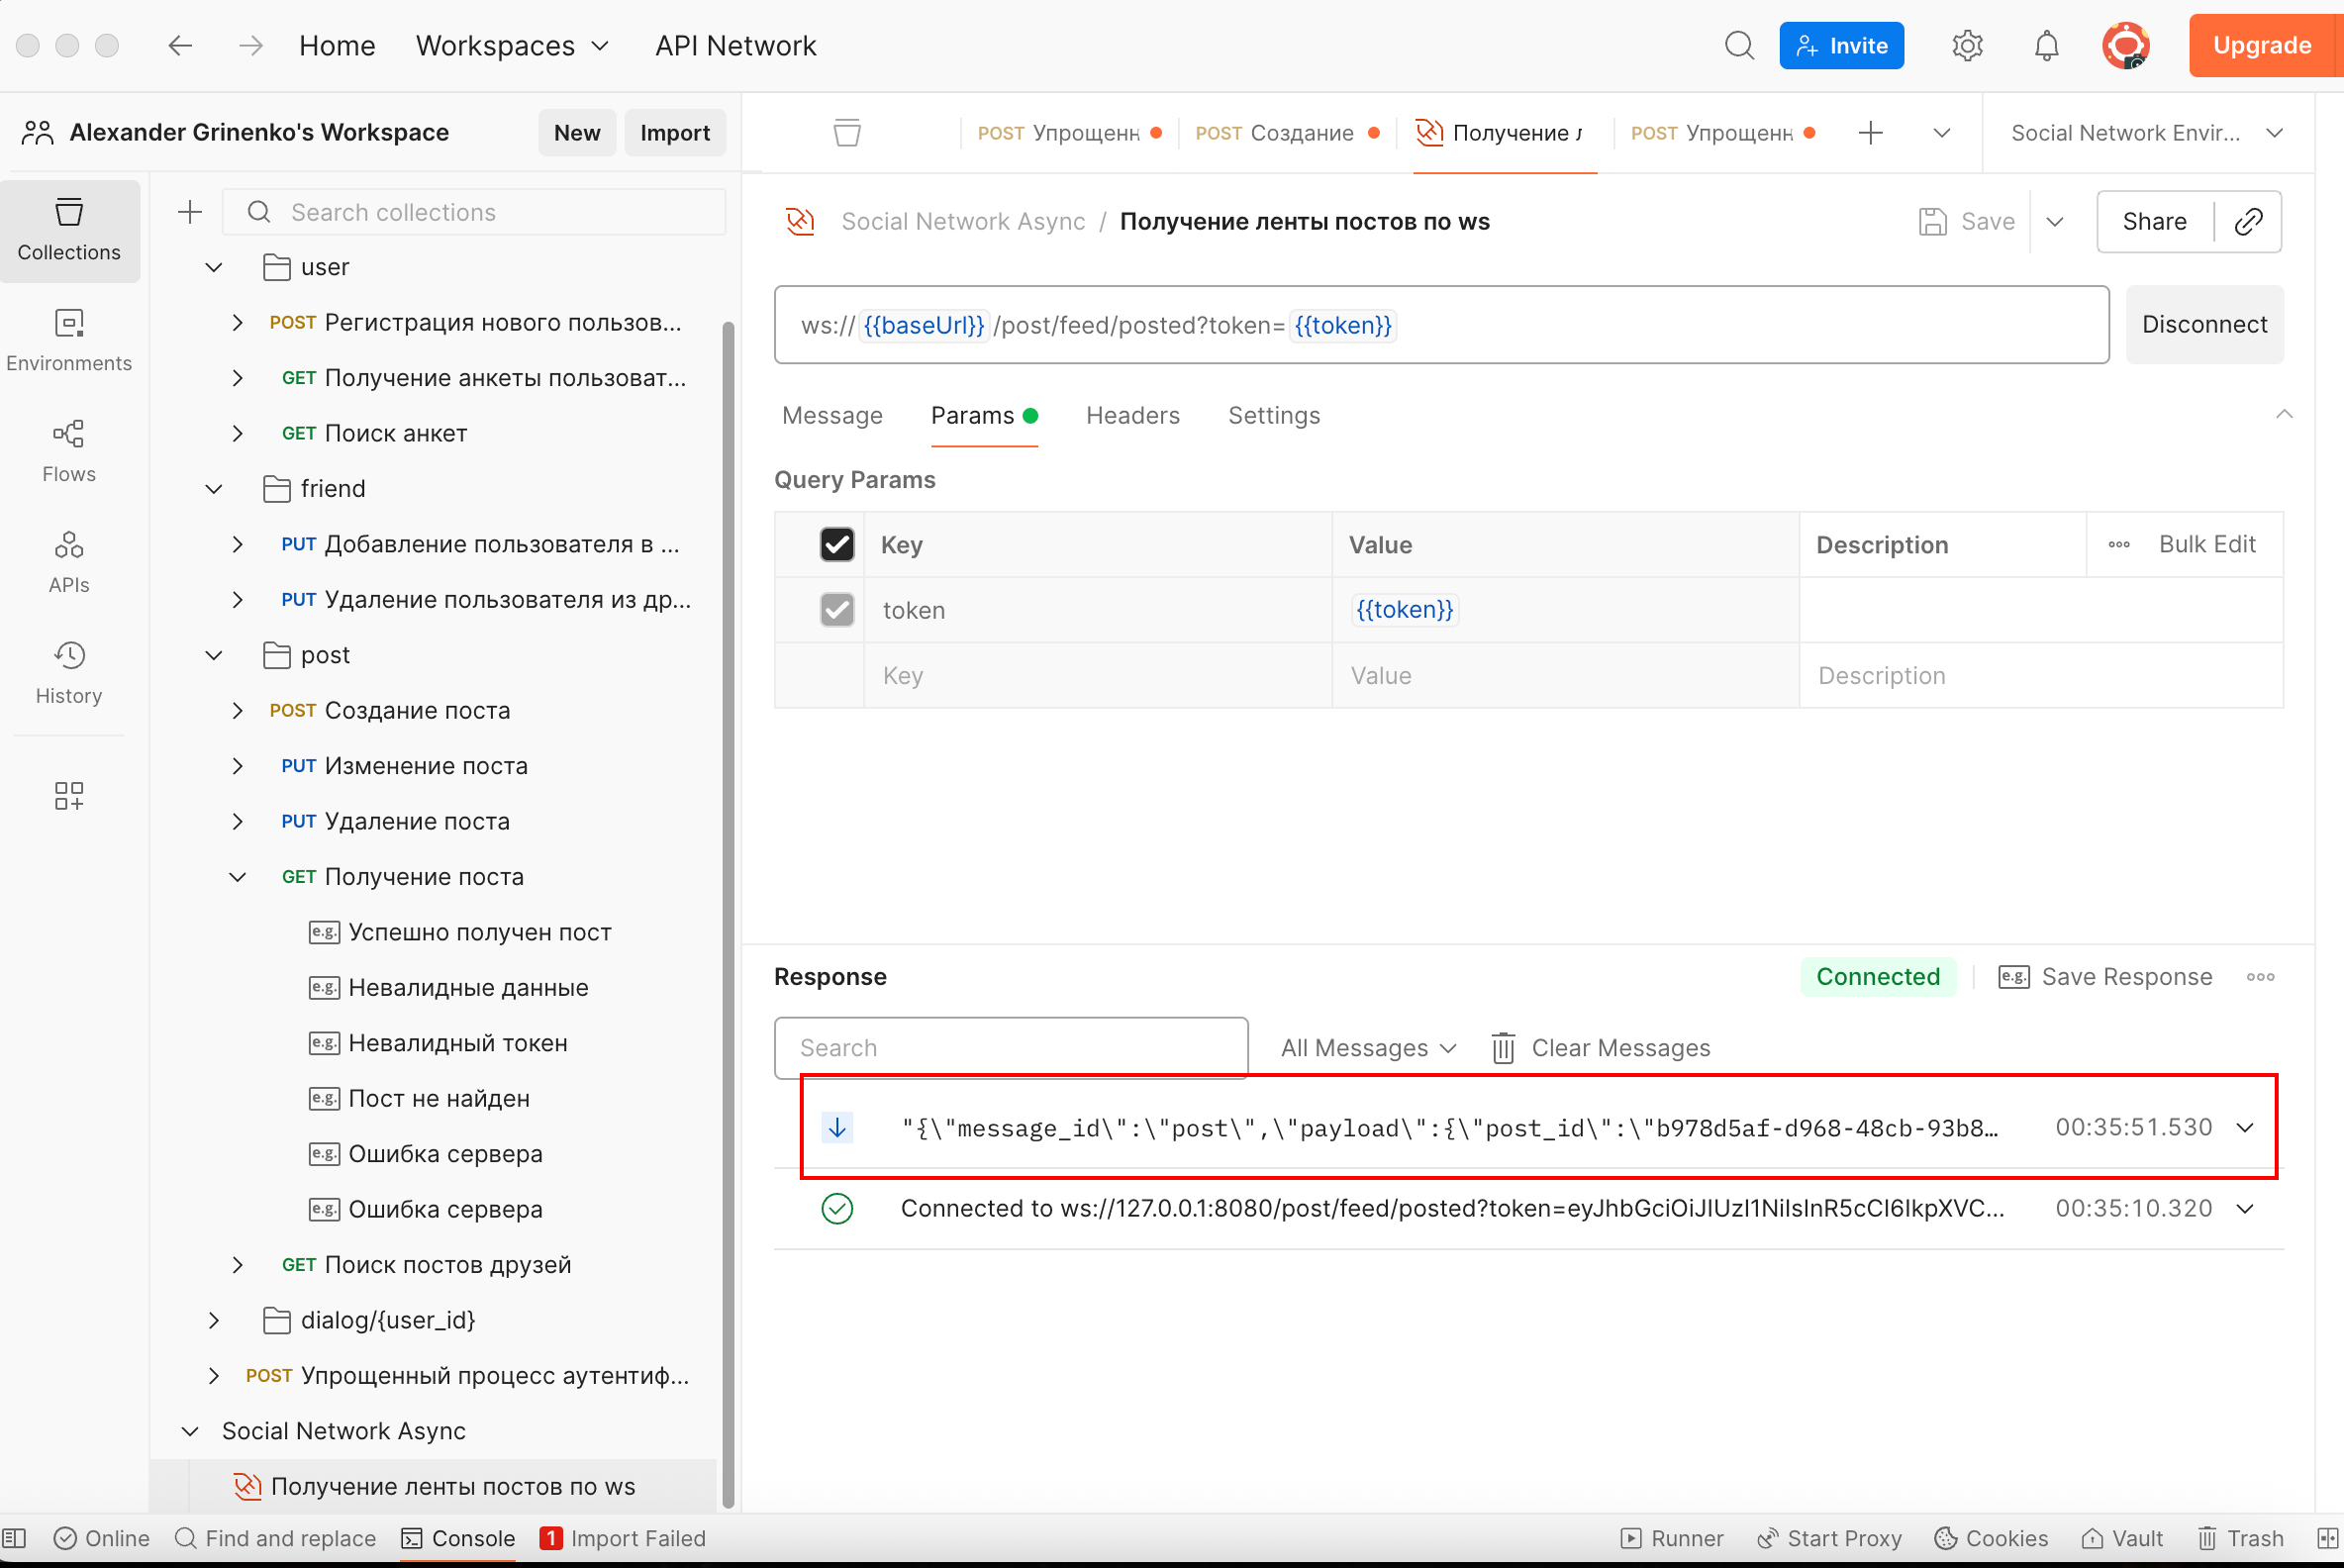 Home Workspaces API Network Invite Upgrade
Alexander Grinenko's Workspace New Import
POST Упрощенн POST Создание Получение л POST Упрощенн Social Network Envir...
Collections
Environments
Flows
APIs
History
Search collections
user
POST Регистрация нового пользов...
GET Получение анкеты пользоват...
GET Поиск анкет
friend
PUT Добавление пользователя в ...
PUT Удаление пользователя из др...
post
POST Создание поста
PUT Изменение поста
PUT Удаление поста
GET Получение поста
e.g. Успешно получен пост
e.g. Невалидные данные
e.g. Невалидный токен
e.g. Пост не найден
e.g. Ошибка сервера
e.g. Ошибка сервера
GET Поиск постов друзей
dialog/{user_id}
POST Упрощенный процесс аутентиф...
Social Network Async
Получение ленты постов по ws
Social Network Async / Получение ленты постов по ws Save Share
ws://{{baseUrl}}/post/feed/posted?token={{token}} Disconnect
Message Params Headers Settings
Query Params
Key Value Description Bulk Edit
token {{token}}
Key Value Description
Response Connected e.g. Save Response
Search All Messages Clear Messages
"{\"message_id\":\"post\",\"payload\":{\"post_id\":\"b978d5af-d968-48cb-93b8… 00:35:51.530
Connected to ws://127.0.0.1:8080/post/feed/posted?token=eyJhbGciOiJIUzI1NiIsInR5cCI6IkpXVC... 00:35:10.320
Online Find and replace Console 1 Import Failed Runner Start Proxy Cookies Vault Trash